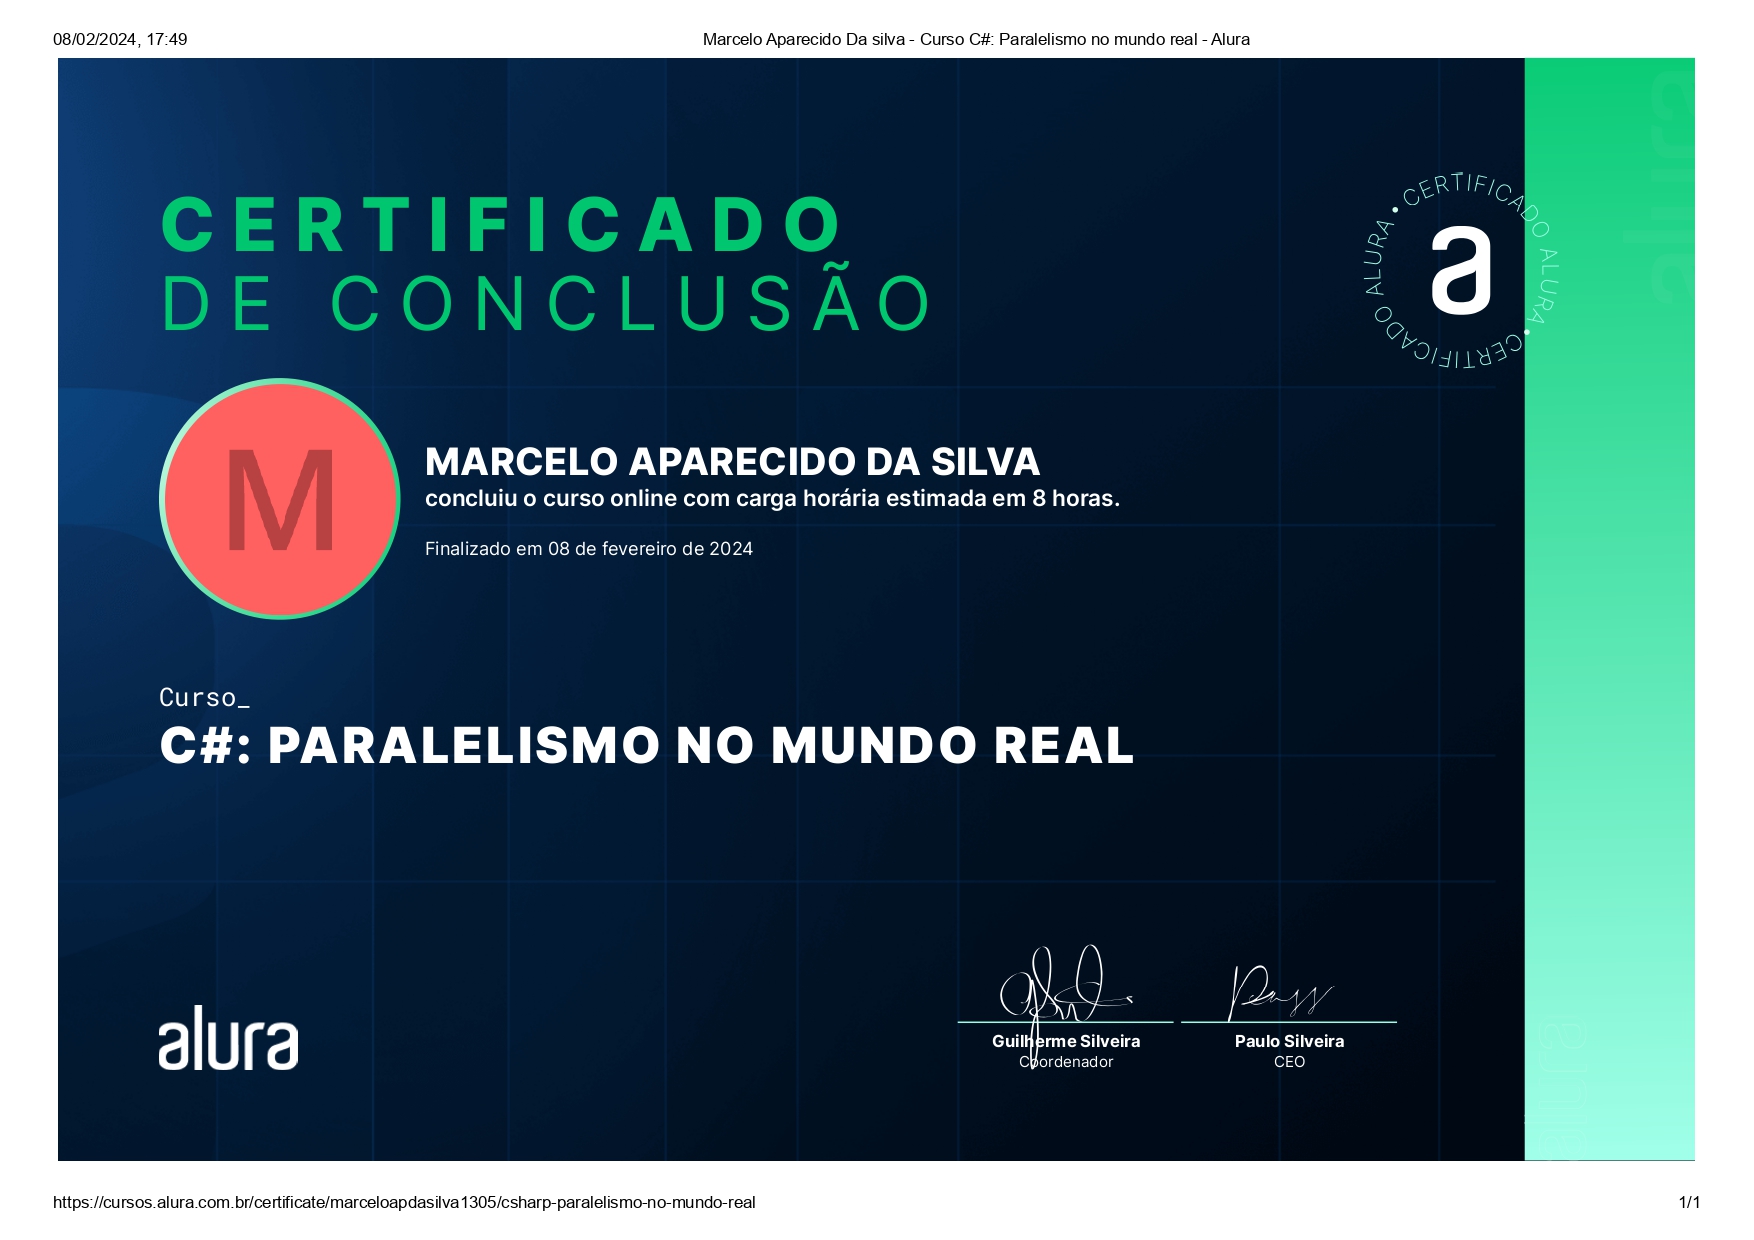 08/02/2024, 17:49
Marcelo Aparecido Da silva - Curso C#: Paralelismo no mundo real - Alura
CERTIFICADO
DE CONCLUSÃO
CERTIFICADO ALURA • CERTIFICADO ALURA •
a
M
MARCELO APARECIDO DA SILVA
concluiu o curso online com carga horária estimada em 8 horas.
Finalizado em 08 de fevereiro de 2024
Curso_
C#: PARALELISMO NO MUNDO REAL
alura
Guilherme Silveira
Coordenador
Paulo Silveira
CEO
alura
alura
https://cursos.alura.com.br/certificate/marceloapdasilva1305/csharp-paralelismo-no-mundo-real
1/1